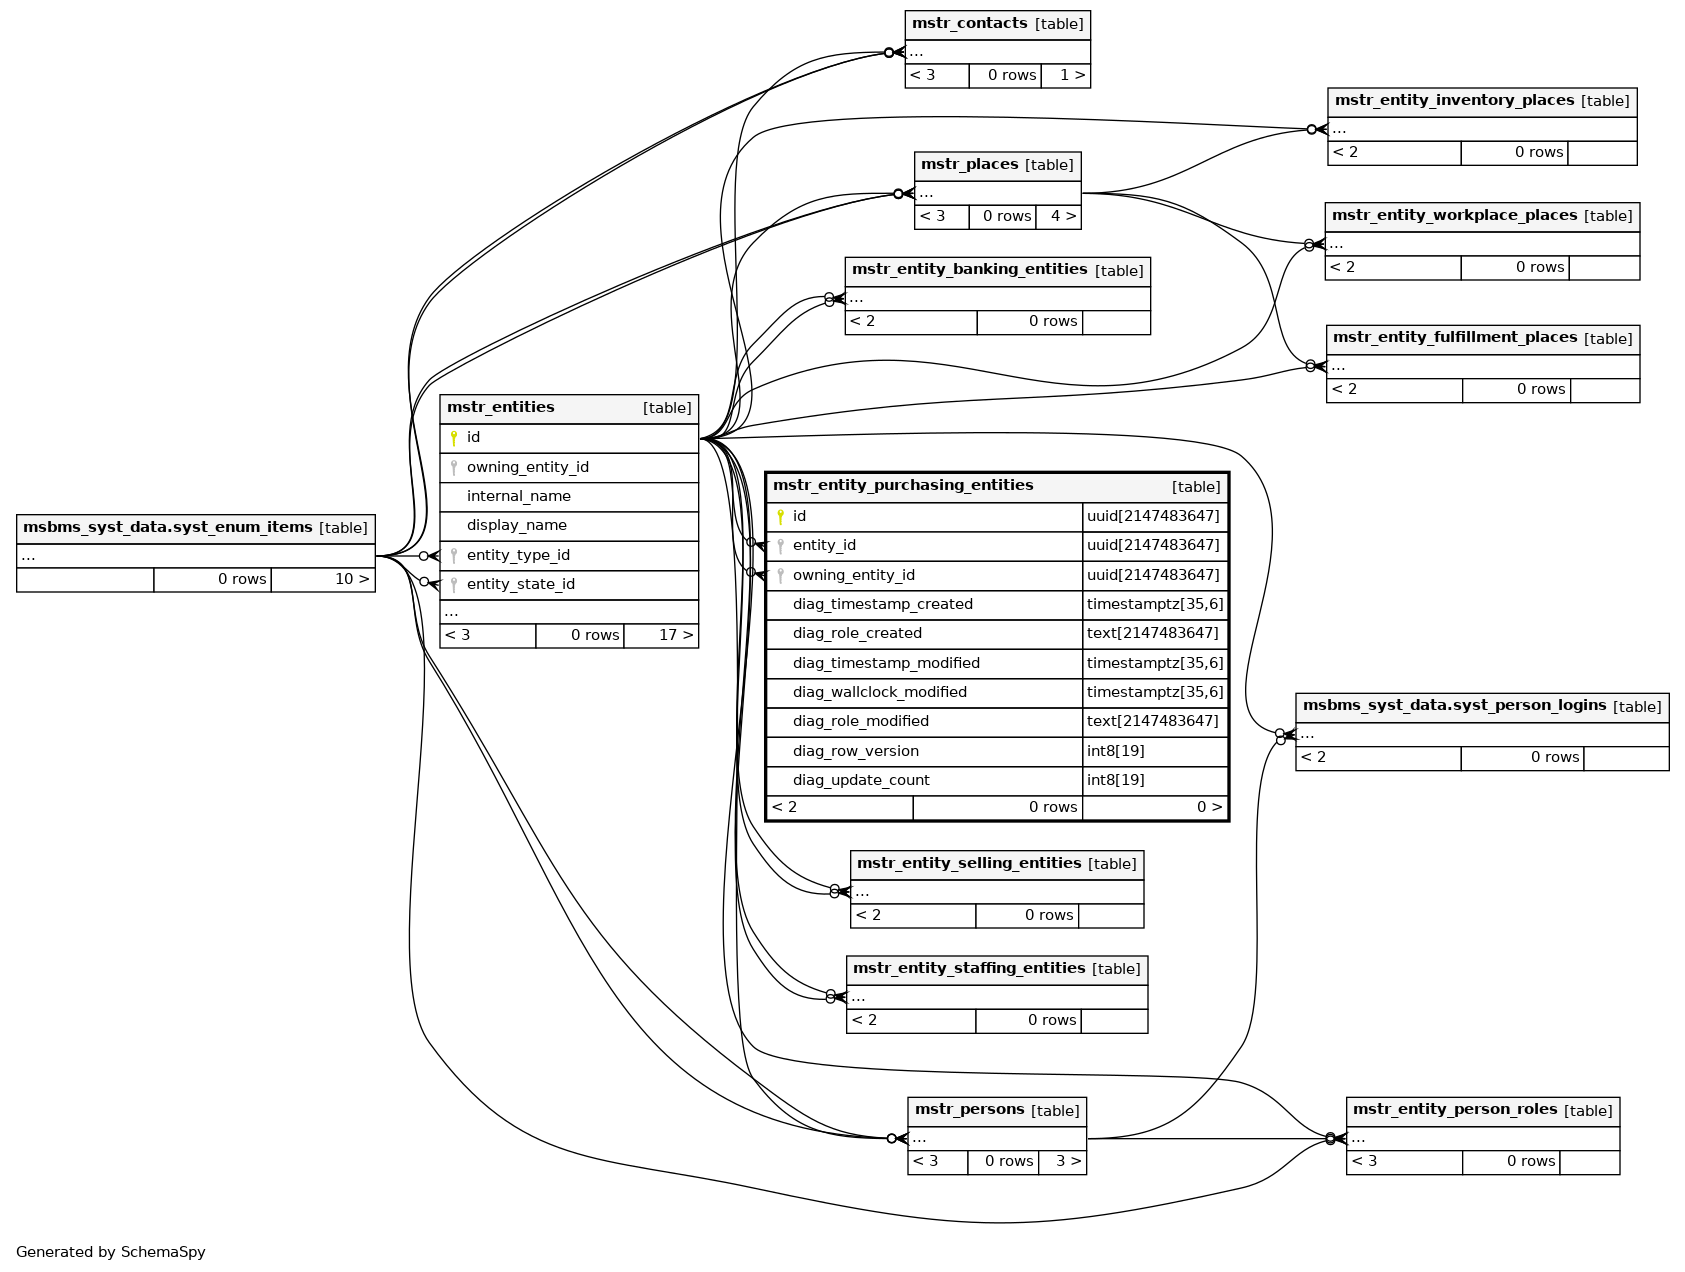 mstr_contacts [table]
...
< 3 0 rows 1 >
mstr_entity_inventory_places [table]
...
< 2 0 rows
mstr_places [table]
...
< 3 0 rows 4 >
mstr_entity_workplace_places [table]
...
< 2 0 rows
mstr_entity_banking_entities [table]
...
< 2 0 rows
mstr_entity_fulfillment_places [table]
...
< 2 0 rows
mstr_entities [table]
id
owning_entity_id
internal_name
display_name
entity_type_id
entity_state_id
...
< 3 0 rows 17 >
msbms_syst_data.syst_enum_items [table]
...
0 rows 10 >
mstr_entity_purchasing_entities [table]
id uuid[2147483647]
entity_id uuid[2147483647]
owning_entity_id uuid[2147483647]
diag_timestamp_created timestamptz[35,6]
diag_role_created text[2147483647]
diag_timestamp_modified timestamptz[35,6]
diag_wallclock_modified timestamptz[35,6]
diag_role_modified text[2147483647]
diag_row_version int8[19]
diag_update_count int8[19]
< 2 0 rows 0 >
msbms_syst_data.syst_person_logins [table]
...
< 2 0 rows
mstr_entity_selling_entities [table]
...
< 2 0 rows
mstr_entity_staffing_entities [table]
...
< 2 0 rows
mstr_persons [table]
...
< 3 0 rows 3 >
mstr_entity_person_roles [table]
...
< 3 0 rows
Generated by SchemaSpy